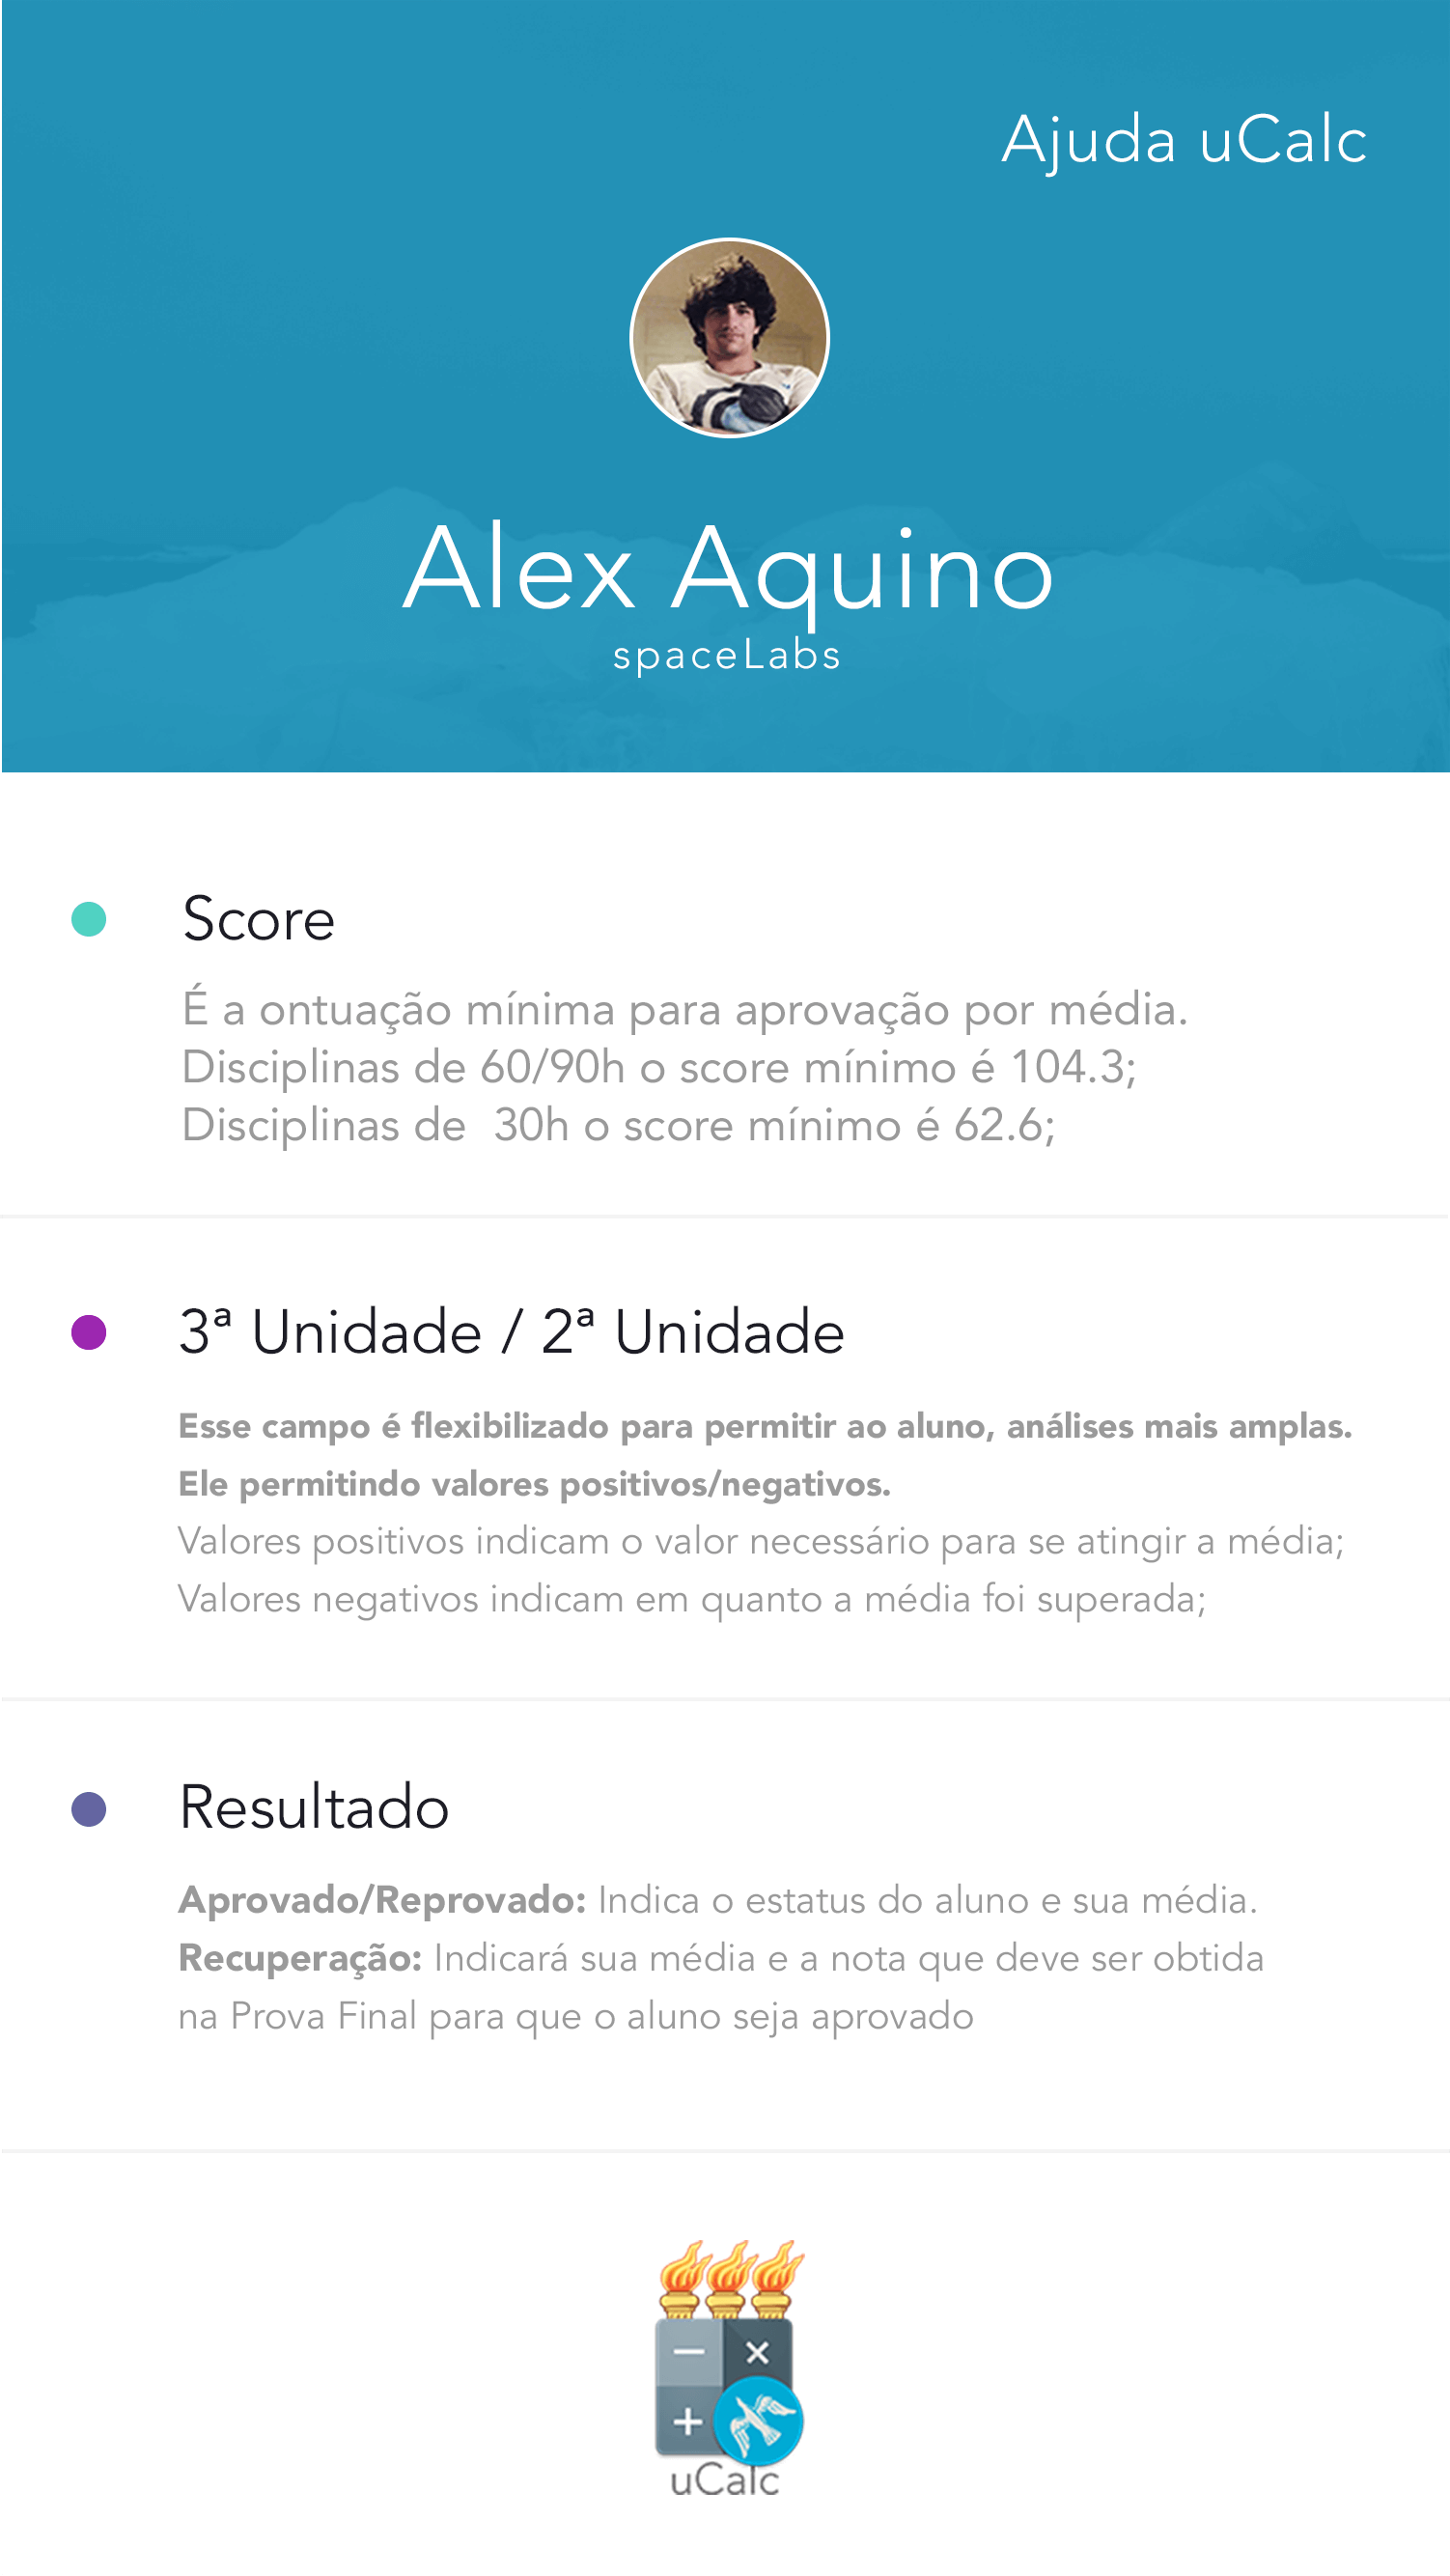 Ajuda uCalc
Alex Aquino
spaceLabs
Score
É a ontuação mínima para aprovação por média.
Disciplinas de 60/90h o score mínimo é 104.3;
Disciplinas de  30h o score mínimo é 62.6;
3ª Unidade / 2ª Unidade
Esse campo é flexibilizado para permitir ao aluno, análises mais amplas.
Ele permitindo valores positivos/negativos.
Valores positivos indicam o valor necessário para se atingir a média;
Valores negativos indicam em quanto a média foi superada;
Resultado
Aprovado/Reprovado: Indica o estatus do aluno e sua média.
Recuperação: Indicará sua média e a nota que deve ser obtida
na Prova Final para que o aluno seja aprovado
uCalc